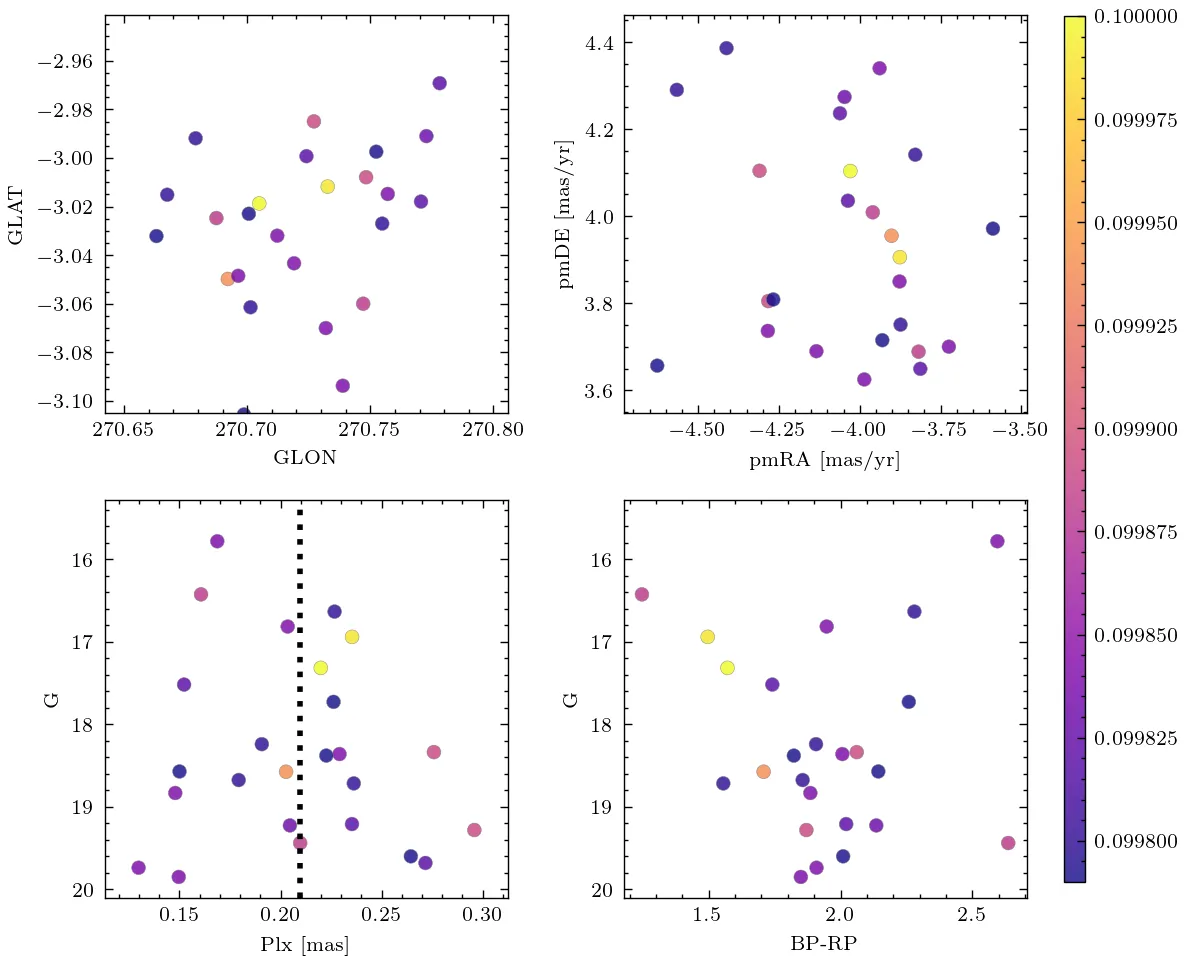 −2.96
−2.98
−3.00
−3.02
−3.04
−3.06
−3.08
−3.10
GLAT
270.65 270.70 270.75 270.80
GLON
4.4
4.2
4.0
3.8
3.6
pmDE [mas/yr]
−4.50 −4.25 −4.00 −3.75 −3.50
pmRA [mas/yr]
16
17
18
19
20
G
0.15 0.20 0.25 0.30
Plx [mas]
16
17
18
19
20
G
1.5 2.0 2.5
BP-RP
0.100000
0.099975
0.099950
0.099925
0.099900
0.099875
0.099850
0.099825
0.099800